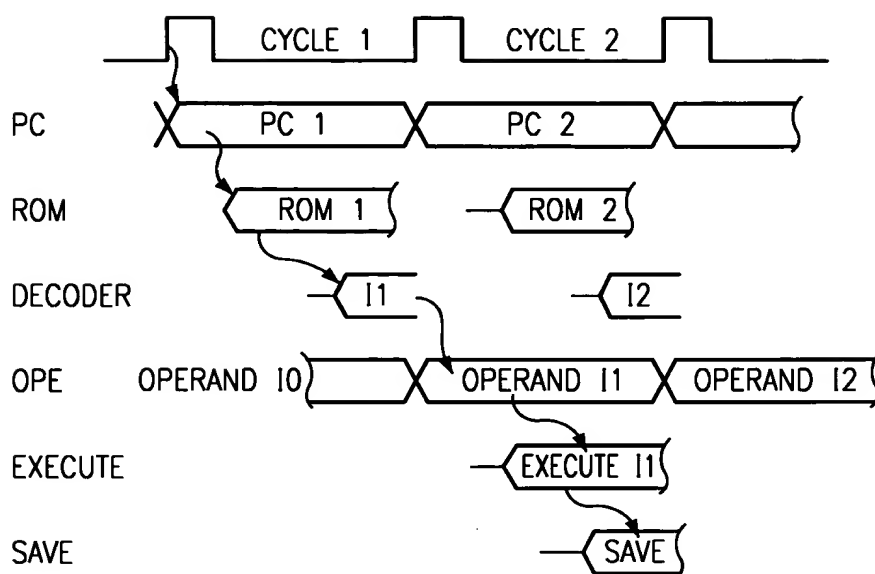 CYCLE 1 CYCLE 2
PC PC 1 PC 2
ROM ROM 1 ROM 2
DECODER I1 I2
OPE OPERAND I0 OPERAND I1 OPERAND I2
EXECUTE EXECUTE I1
SAVE SAVE